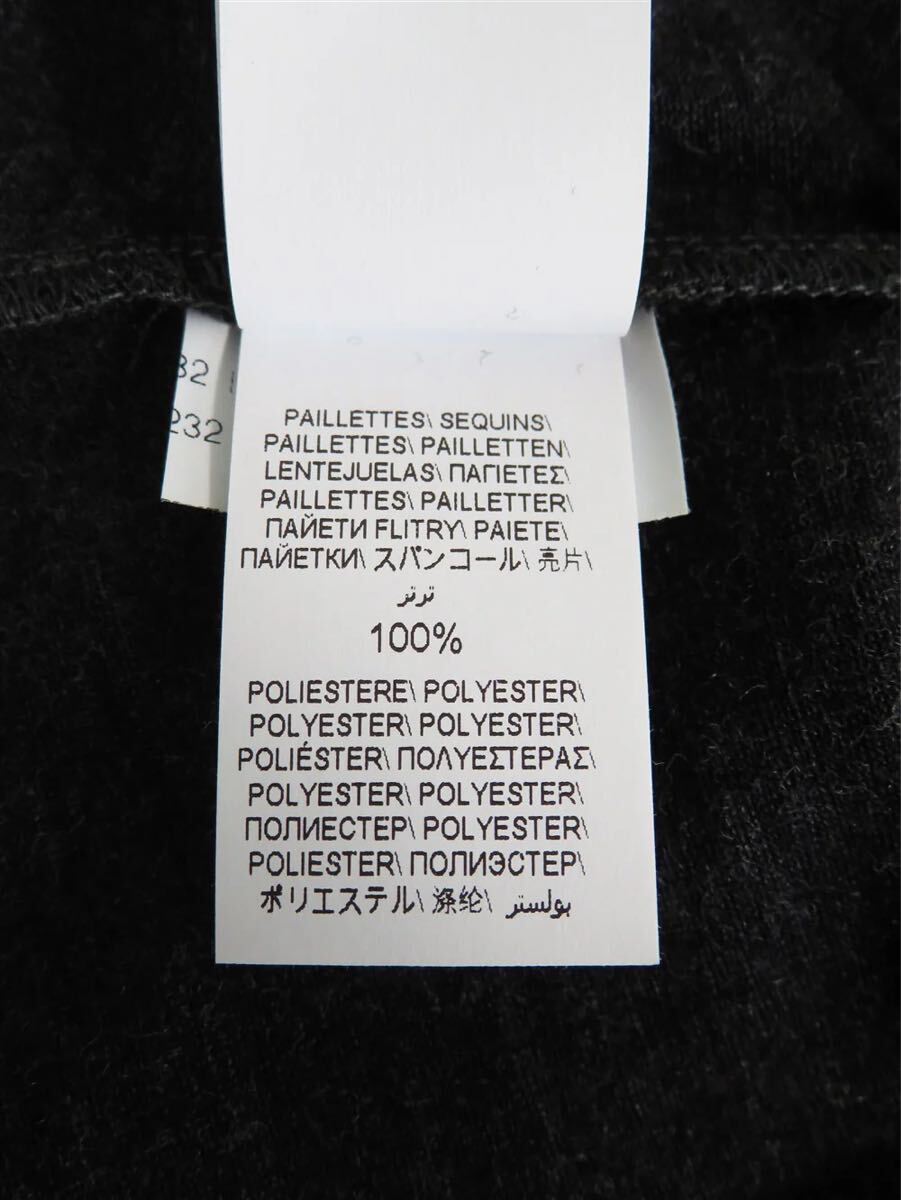 32
232
PAILLETTES\ SEQUINS\
PAILLETTES\ PAILLETTEN\
LENTEJUELAS\ ΠΑΓΙΕΤΕΣ\
PAILLETTES\ PAILLETTER\
ПАЙЕТИ FLITRY\ PAIETE\
ПАЙЕТКИ\ スパンコール\ 亮片\
ترتر
100%
POLIESTERE\ POLYESTER\
POLYESTER\ POLYESTER\
POLIÉSTER\ ΠΟΛΥΕΣΤΕΡΑΣ\
POLYESTER\ POLYESTER\
ПОЛИЕСТЕР\ POLYESTER\
POLIESTER\ ПОЛИЭСТЕР\
ポリエステル\ 涤纶\ بولستر